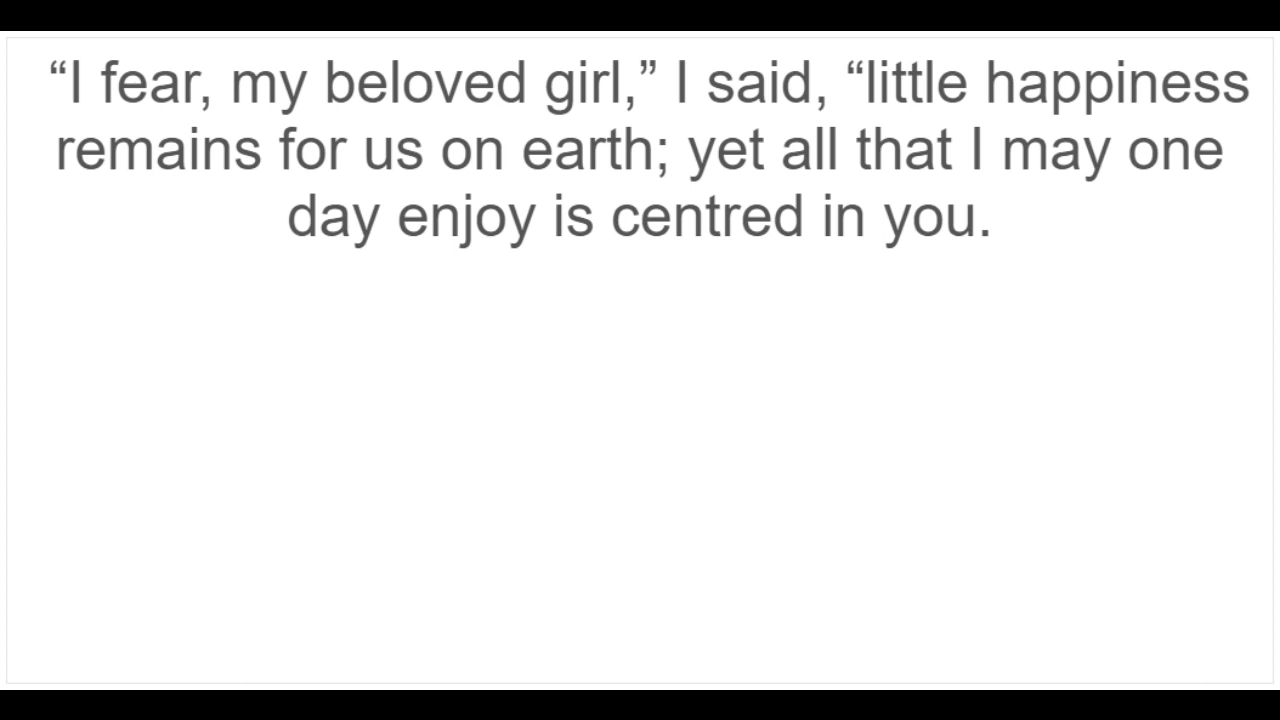 “I fear, my beloved girl,” I said, “little happiness
remains for us on earth; yet all that I may one
day enjoy is centred in you.